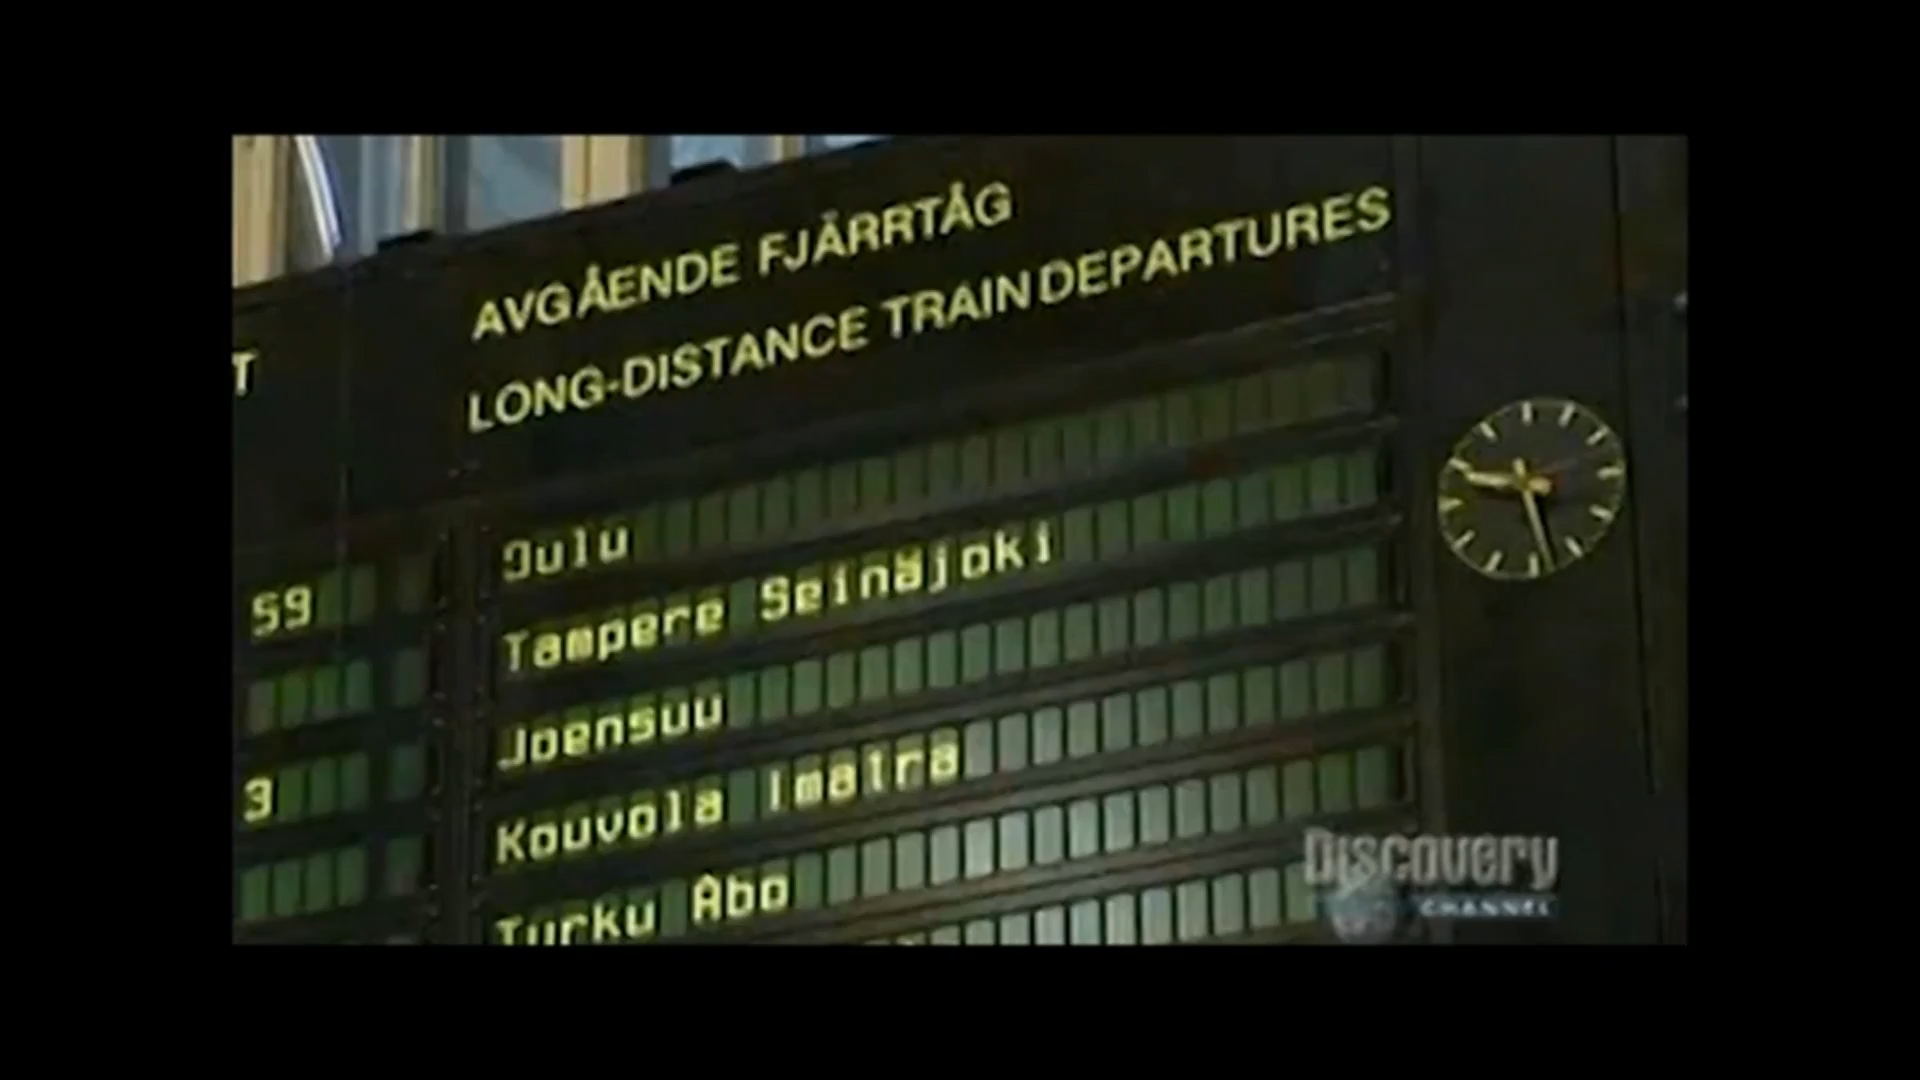 AVGÅENDE FJÄRRTÅG
LONG-DISTANCE TRAIN DEPARTURES
T
Oulu
59
Tampere Seinäjoki
Joensuu
3
Kouvola Imatra
Turku Åbo
Discovery
CHANNEL